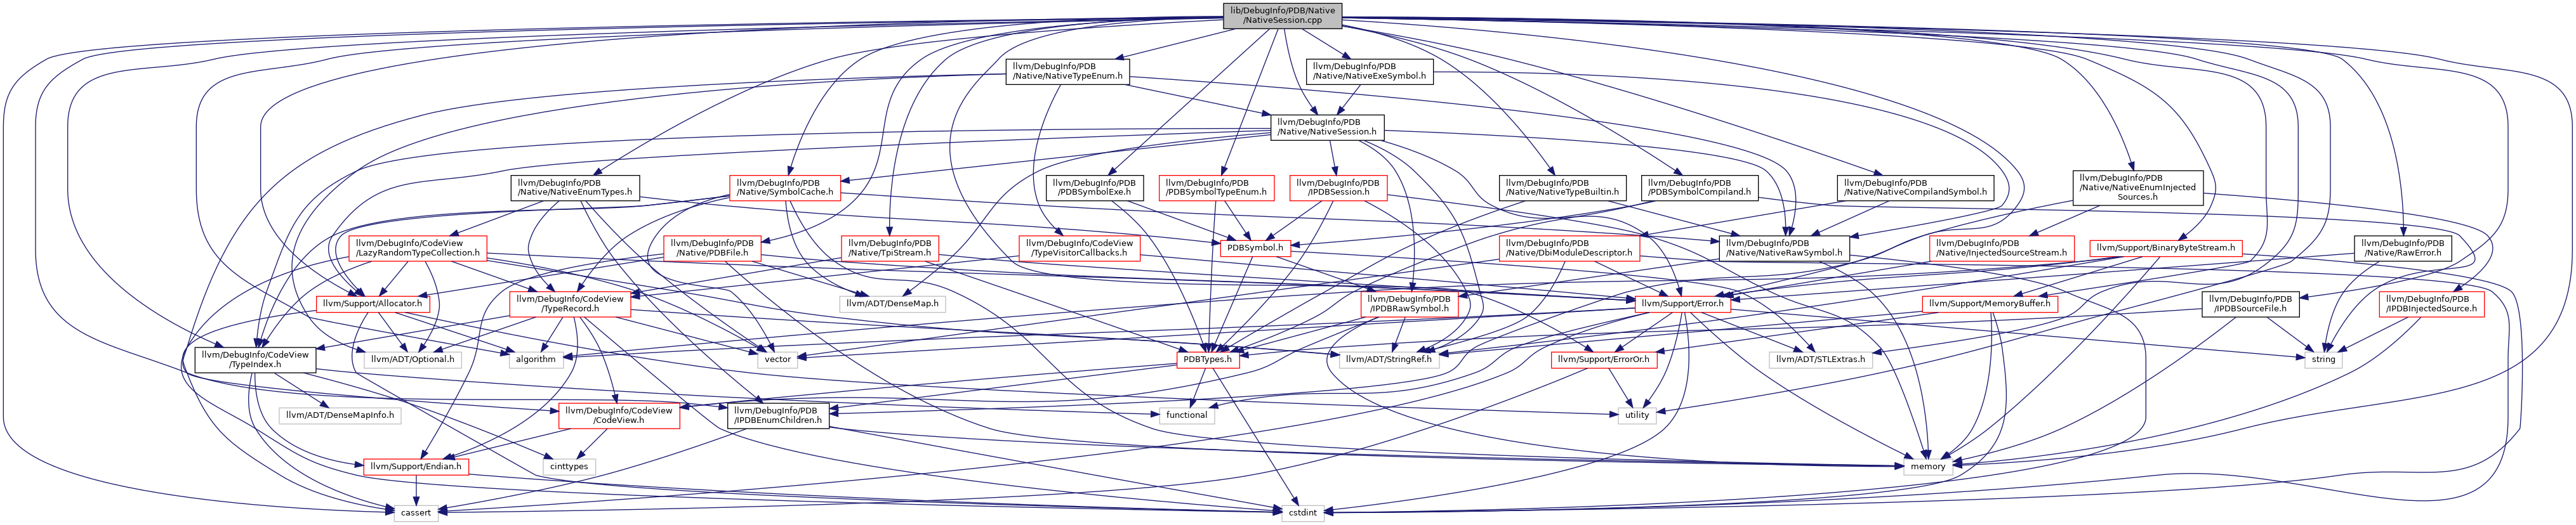 lib/DebugInfo/PDB/Native
/NativeSession.cpp
llvm/DebugInfo/PDB
/Native/NativeTypeEnum.h
llvm/DebugInfo/PDB
/Native/NativeExeSymbol.h
llvm/DebugInfo/PDB
/Native/NativeSession.h
llvm/DebugInfo/PDB
/Native/NativeEnumTypes.h
llvm/DebugInfo/PDB
/Native/SymbolCache.h
llvm/DebugInfo/PDB
/PDBSymbolExe.h
llvm/DebugInfo/PDB
/PDBSymbolTypeEnum.h
llvm/DebugInfo/PDB
/IPDBSession.h
llvm/DebugInfo/PDB
/Native/NativeTypeBuiltin.h
llvm/DebugInfo/PDB
/PDBSymbolCompiland.h
llvm/DebugInfo/PDB
/Native/NativeCompilandSymbol.h
llvm/DebugInfo/PDB
/Native/NativeEnumInjected
Sources.h
llvm/DebugInfo/CodeView
/LazyRandomTypeCollection.h
llvm/DebugInfo/PDB
/Native/PDBFile.h
llvm/DebugInfo/PDB
/Native/TpiStream.h
llvm/DebugInfo/CodeView
/TypeVisitorCallbacks.h
PDBSymbol.h
llvm/DebugInfo/PDB
/Native/DbiModuleDescriptor.h
llvm/DebugInfo/PDB
/Native/NativeRawSymbol.h
llvm/DebugInfo/PDB
/Native/InjectedSourceStream.h
llvm/Support/BinaryByteStream.h
llvm/DebugInfo/PDB
/Native/RawError.h
llvm/Support/Allocator.h
llvm/DebugInfo/CodeView
/TypeRecord.h
llvm/ADT/DenseMap.h
llvm/DebugInfo/PDB
/IPDBRawSymbol.h
llvm/Support/Error.h
llvm/Support/MemoryBuffer.h
llvm/DebugInfo/PDB
/PDBSourceFile.h
llvm/DebugInfo/PDB
/IPDBInjectedSource.h
llvm/DebugInfo/CodeView
/TypeIndex.h
llvm/ADT/Optional.h
algorithm
vector
PDBTypes.h
llvm/ADT/StringRef.h
llvm/Support/ErrorOr.h
llvm/ADT/STLExtras.h
string
llvm/ADT/DenseMapInfo.h
llvm/DebugInfo/CodeView
/CodeView.h
llvm/DebugInfo/PDB
/IPDBEnumChildren.h
functional
utility
llvm/Support/Endian.h
cinttypes
memory
cassert
cstdint